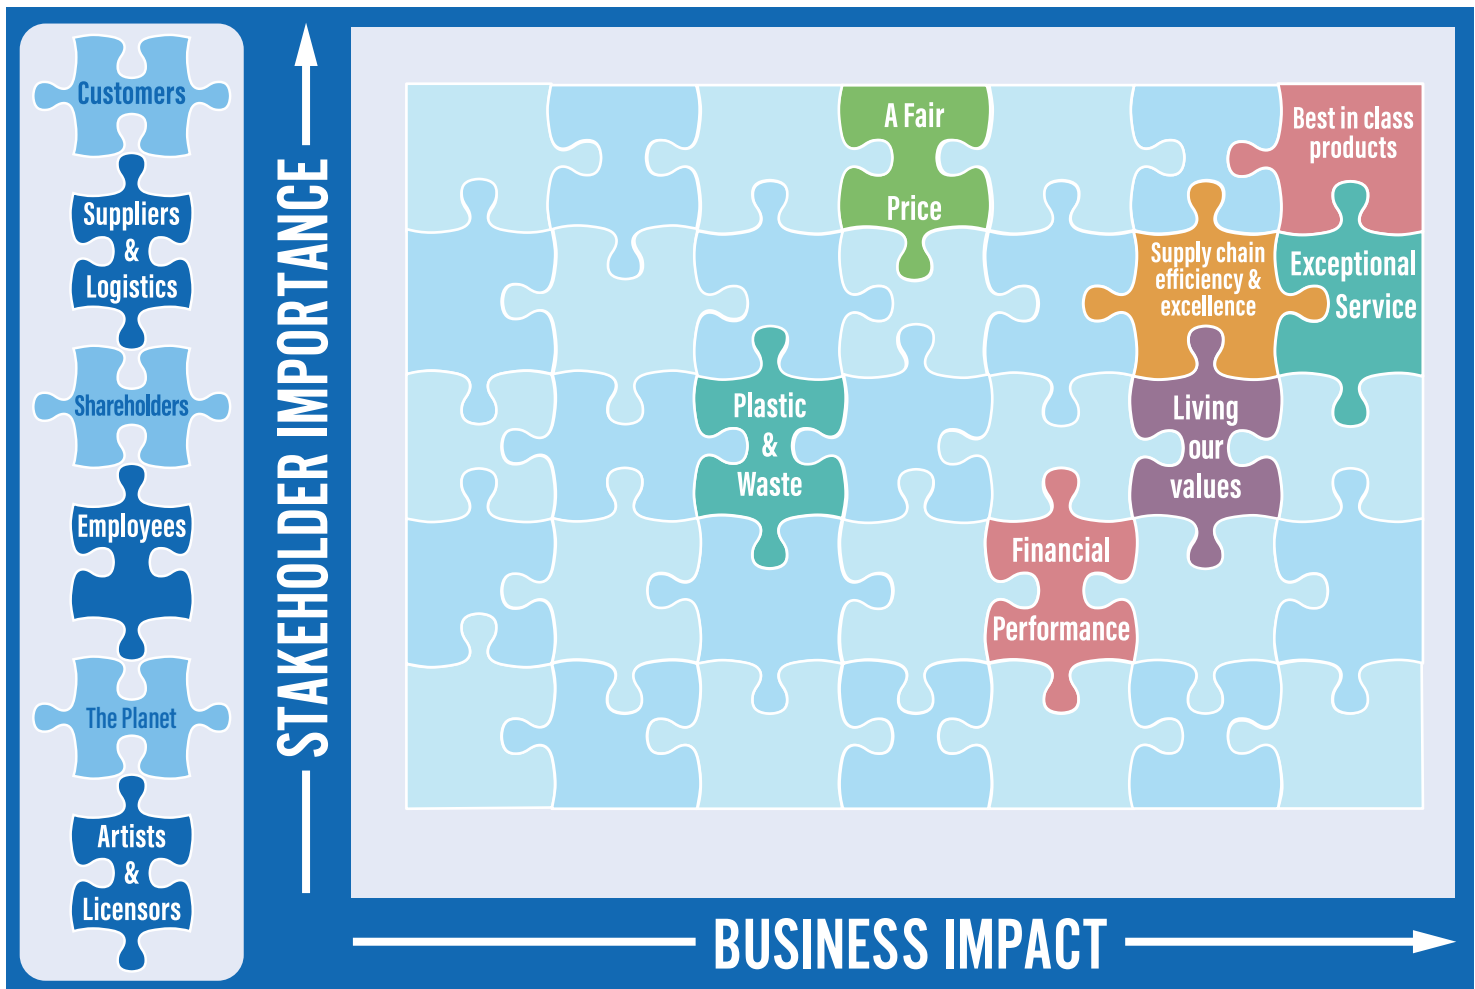 Customers
Suppliers
&
Logistics
Shareholders
Employees
The Planet
Artists
&
Licensors
STAKEHOLDER IMPORTANCE
A Fair
Price
Best in class
products
Supply chain
efficiency &
excellence
Exceptional
Service
Plastic
&
Waste
Living
our
values
Financial
Performance
BUSINESS IMPACT